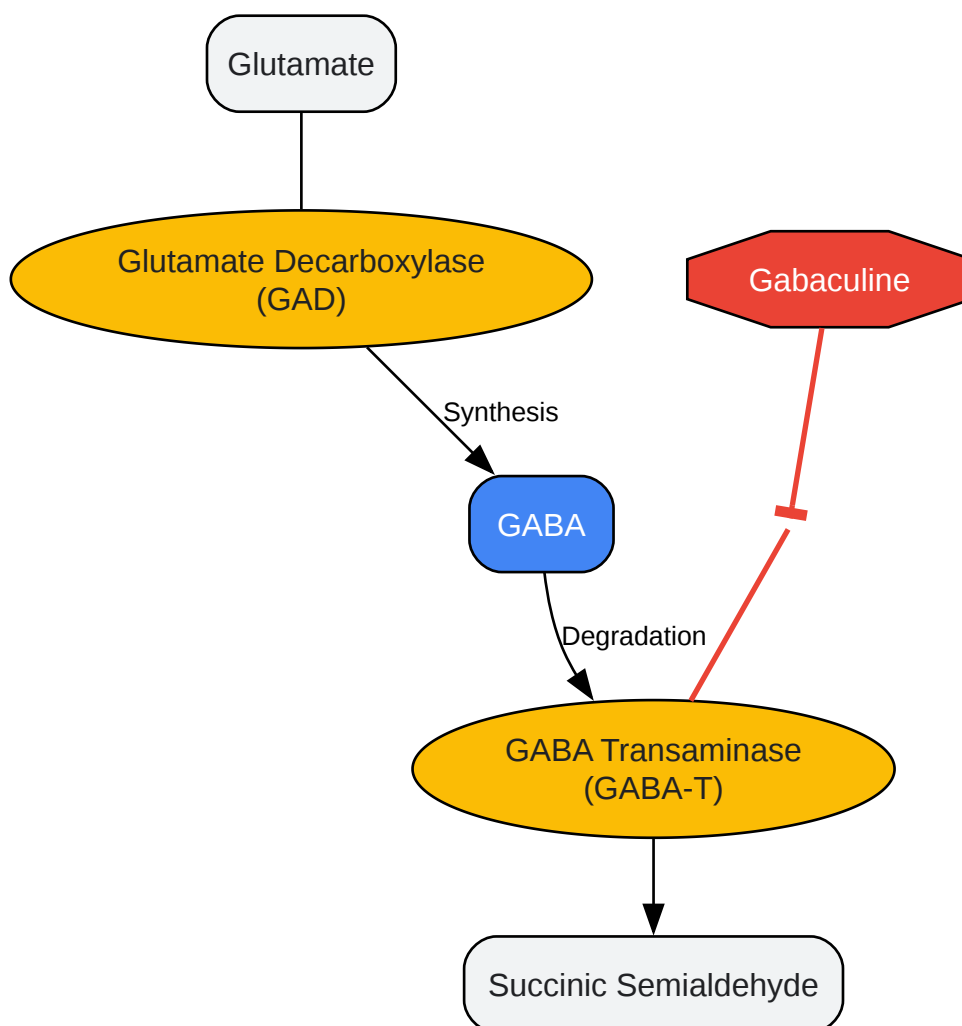 Glutamate
Glutamate Decarboxylase
(GAD)
Gabaculine
Synthesis
GABA
Degradation
GABA Transaminase
(GABA-T)
Succinic Semialdehyde